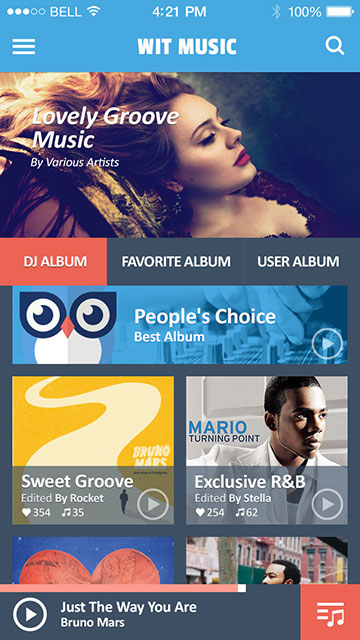 BELL 4:21 PM 100%
WIT MUSIC
Lovely Groove
Music
By Various Artists
DJ ALBUM FAVORITE ALBUM USER ALBUM
People's Choice
Best Album
BRUNO
MARS
Sweet Groove
Edited By Rocket
354 62
MARIO
TURNING POINT
Exclusive R&B
Edited By Stella
254 62
Just The Way You Are
Bruno Mars